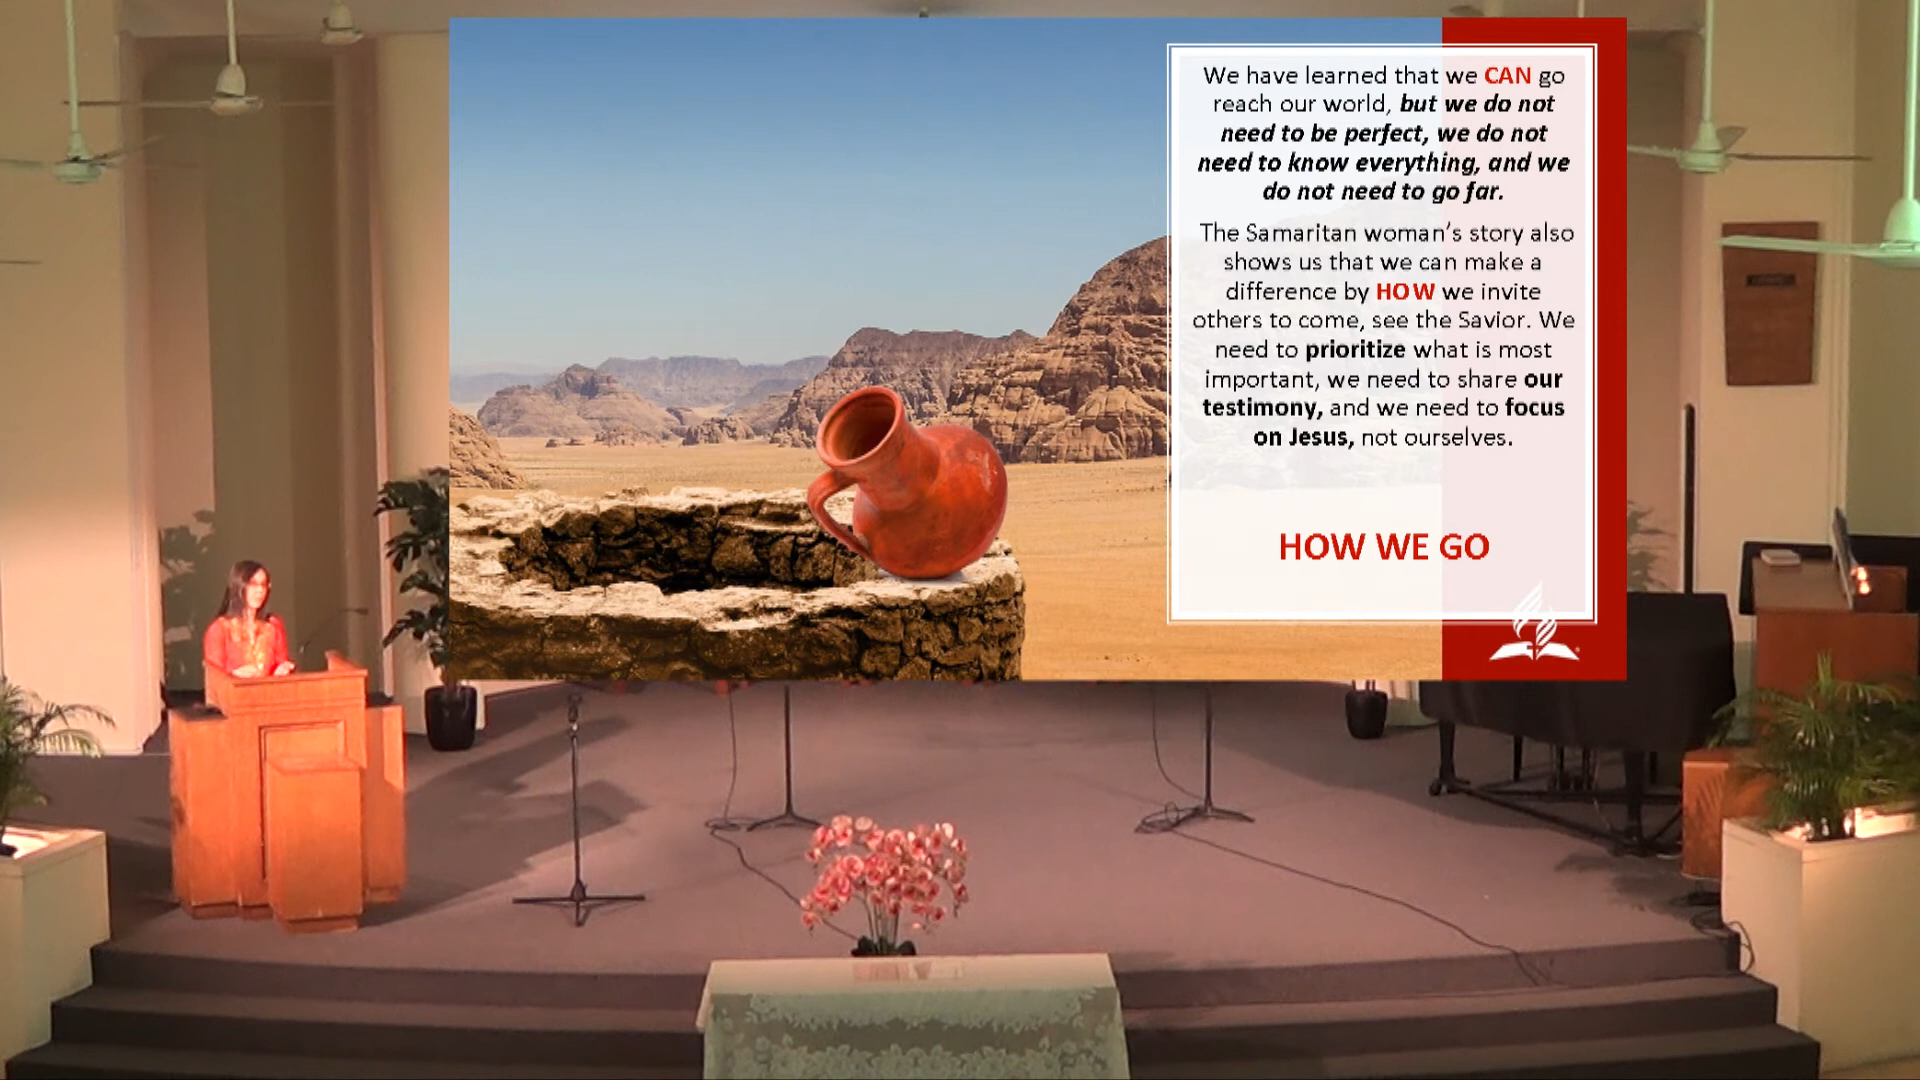 We have learned that we CAN go
reach our world, but we do not
need to be perfect, we do not
need to know everything, and we
do not need to go far.
The Samaritan woman's story also
shows us that we can make a
difference by HOW we invite
others to come, see the Savior. We
need to prioritize what is most
important, we need to share our
testimony, and we need to focus
on Jesus, not ourselves.
HOW WE GO